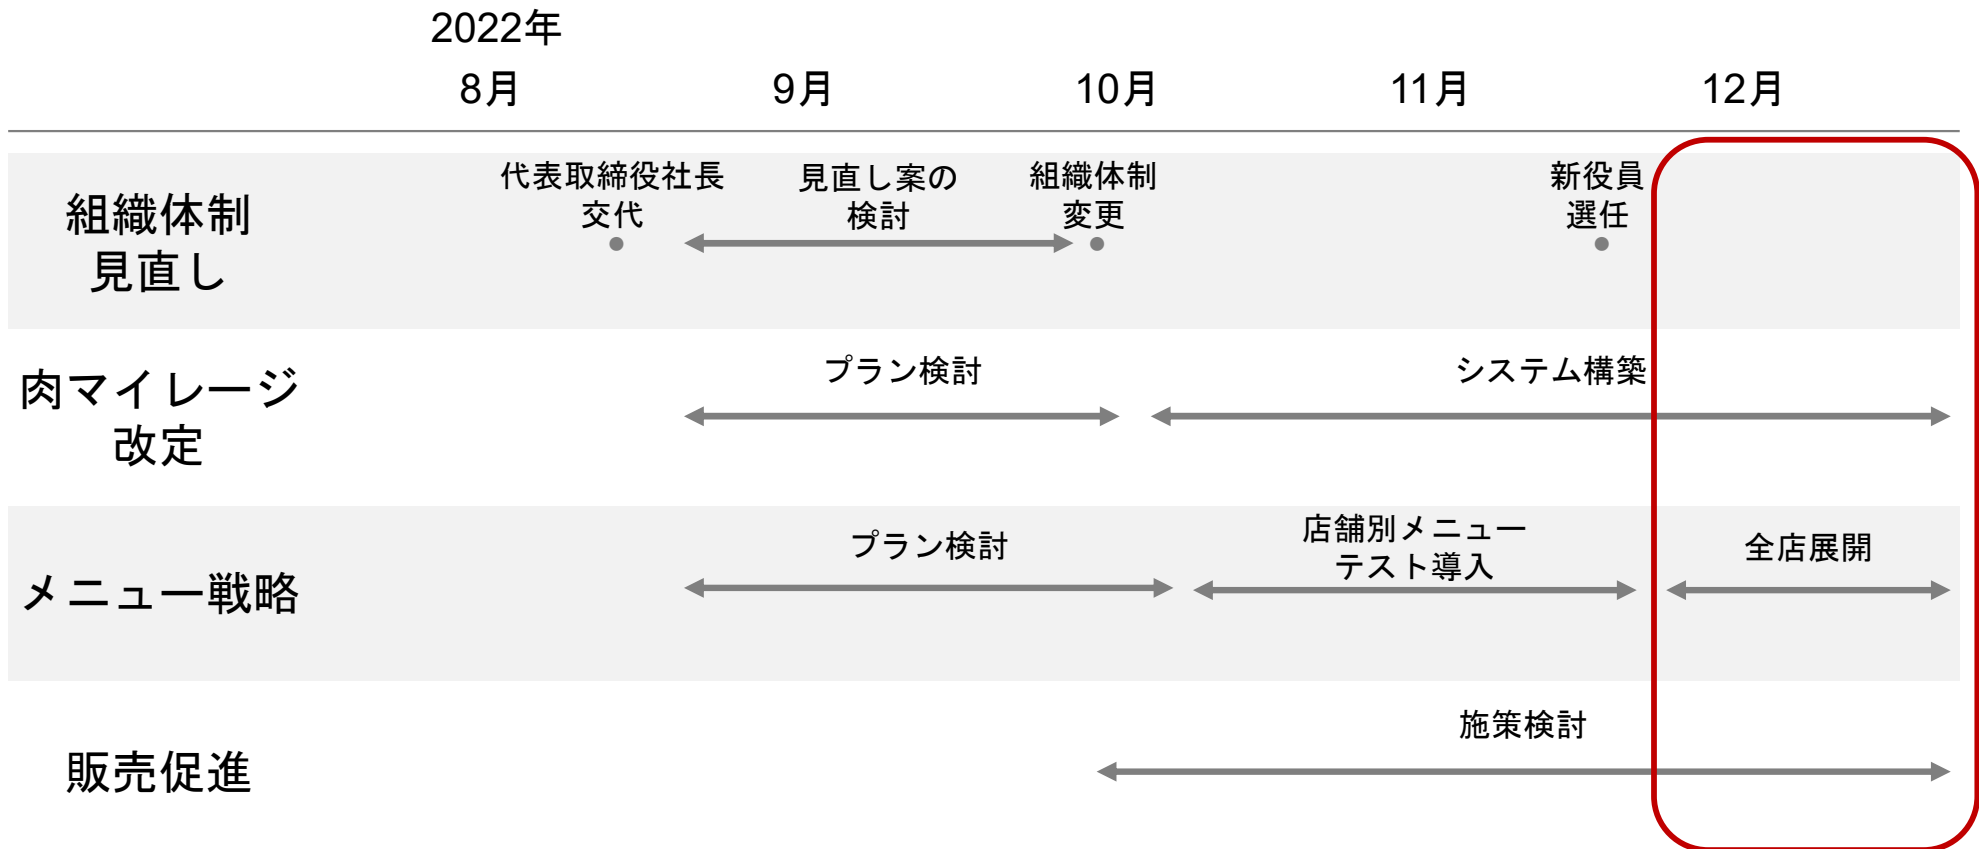 2022年
8月 9月 10月 11月 12月
組織体制
見直し
代表取締役社長
交代
見直し案の
検討
組織体制
変更
新役員
選任
肉マイレージ
改定
プラン検討
システム構築
メニュー戦略
プラン検討
店舗別メニュー
テスト導入
全店展開
販売促進
施策検討